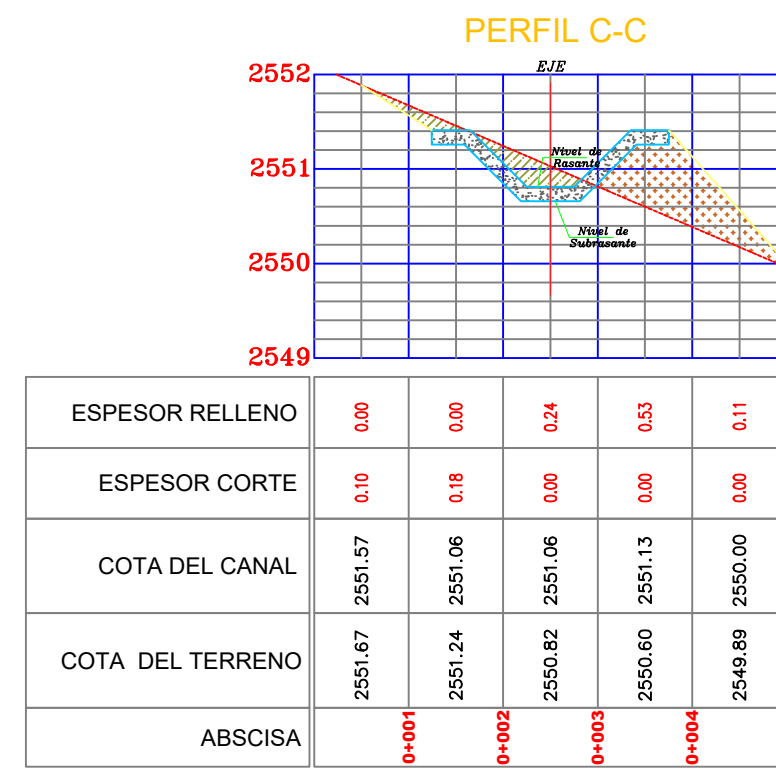 PERFIL C-C
EJE
2552
2551
2550
2549
Nivel de
Rasante
Nivel de
Subrasante
ESPESOR RELLENO 0.00 0.00 0.24 0.53 0.11
ESPESOR CORTE 0.10 0.18 0.00 0.00 0.00
COTA DEL CANAL 2551.57 2551.06 2551.06 2551.13 2550.00
COTA DEL TERRENO 2551.67 2551.24 2550.82 2550.60 2549.89
ABSCISA 0+001 0+002 0+003 0+004